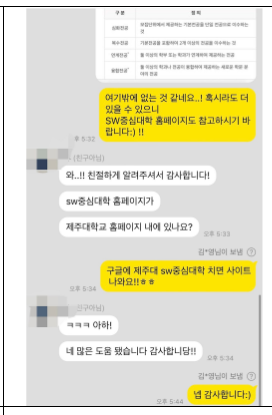 구분 정의
심화전공
복수전공
연계전공
융합전공
여기밖에 없는 것 같네요..! 혹시라도 더
있을 수 있으니
SW중심대학 홈페이지도 참고하시기 바
랍니다:) !!
오후 5:32
(친구아님)
와..!! 친절하게 알려주셔서 감사합니다!
sw중심대학 홈페이지가
제주대학교 홈페이지 내에 있나요?
오후 5:33
김*영님이 보냄
구글에 제주대 sw중심대학 치면 사이트
나와요!!ㅎㅎ
오후 5:34
(친구아님)
ㅋㅋㅋ 아하!
네 많은 도움 됐습니다 감사합니당!!
오후 5:34
김*영님이 보냄
오후 5:44
넵 감사합니다:)